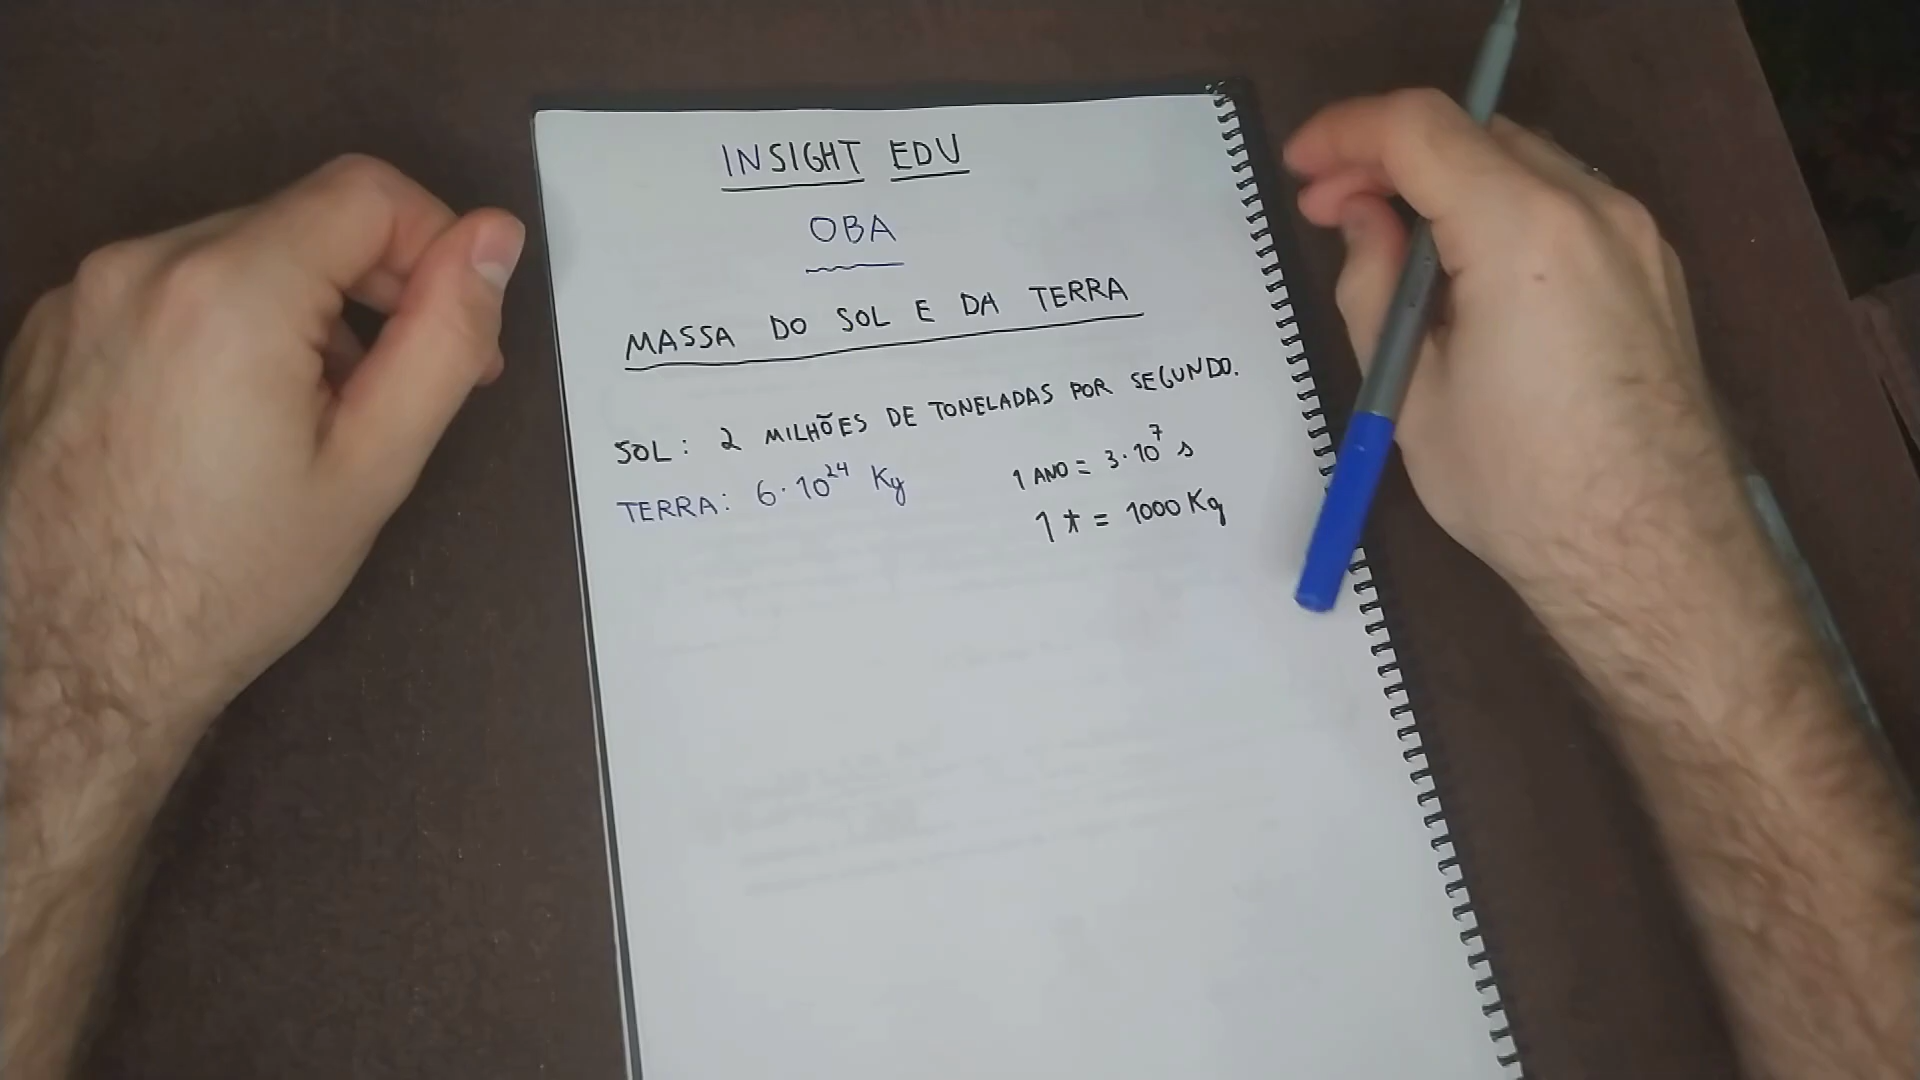 INSIGHT EDU
OBA
MASSA DO SOL E DA TERRA
SOL: 2 MILHÕES DE TONELADAS POR SEGUNDO.
TERRA: 6·10²⁴ Kg
1 ANO = 3·10⁷ s
1 t = 1000 Kg